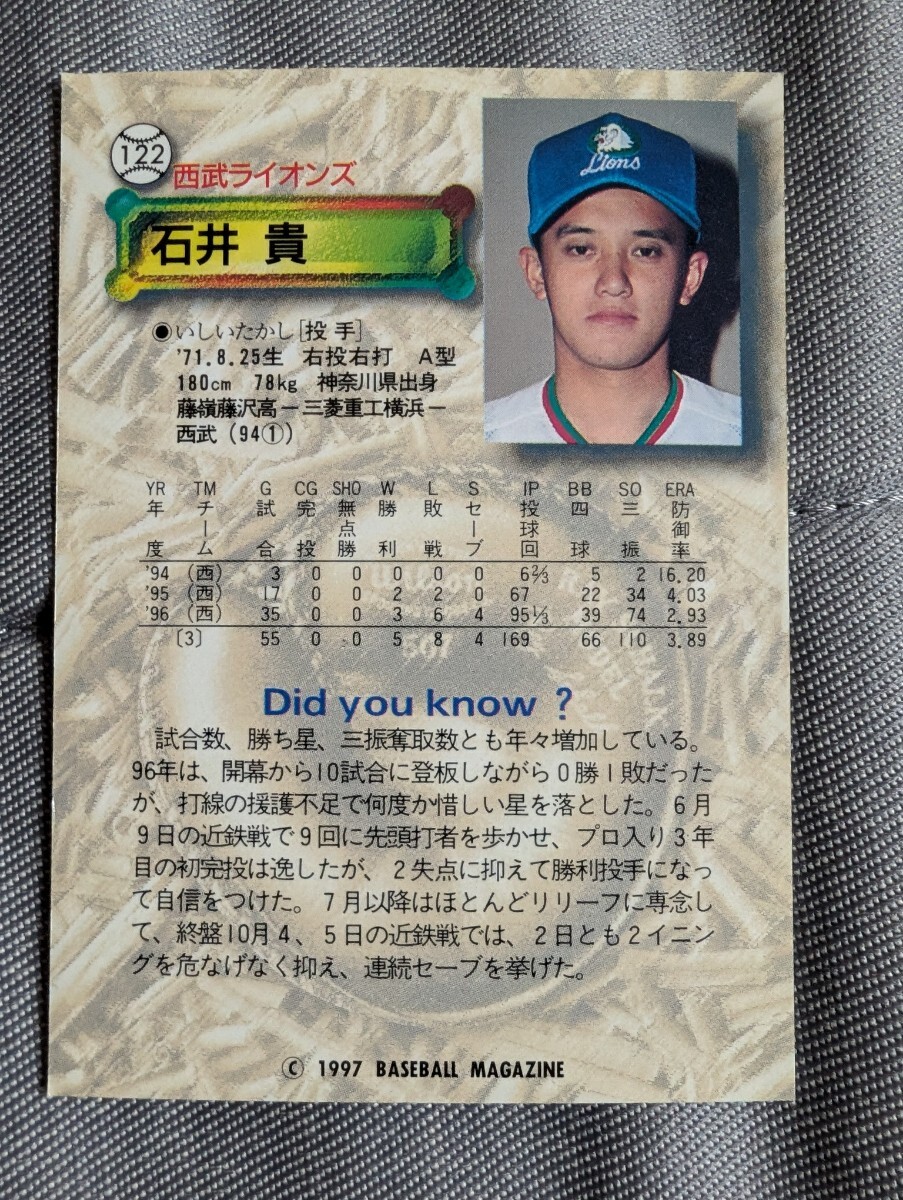 122
西武ライオンズ
石井 貴
Lions
●いしいたかし[投手]
'71.8.25生 右投右打 A型
180cm 78kg 神奈川県出身
藤嶺藤沢高－三菱重工横浜－
西武(94①)
YR TM G CG SHO W L S IP BB SO ERA
年度 チーム 試合 完投 無点勝 勝利 敗戦 セーブ 投球回 四球 三振 防御率
'94 (西) 3 0 0 0 0 0 6⅔ 5 2 16.20
'95 (西) 17 0 0 2 2 0 67 22 34 4.03
'96 (西) 35 0 0 3 6 4 95⅓ 39 74 2.93
〔3〕 55 0 0 5 8 4 169 66 110 3.89
Did you know ?
試合数、勝ち星、三振奪取数とも年々増加している。
96年は、開幕から10試合に登板しながら0勝1敗だった
が、打線の援護不足で何度か惜しい星を落とした。6月
9日の近鉄戦で9回に先頭打者を歩かせ、プロ入り3年
目の初完投は逸したが、2失点に抑えて勝利投手になっ
て自信をつけた。7月以降はほとんどリリーフに専念し
て、終盤10月4、5日の近鉄戦では、2日とも2イニン
グを危なげなく抑え、連続セーブを挙げた。
© 1997 BASEBALL MAGAZINE